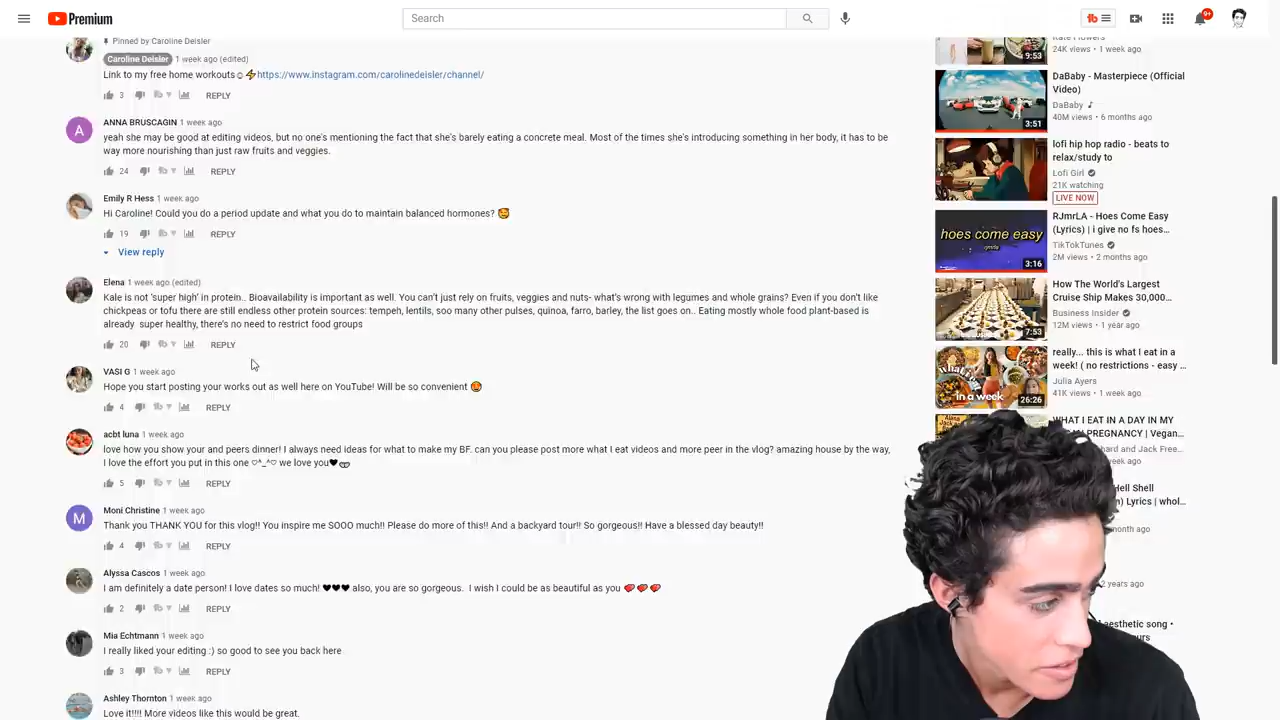 Premium
Search
9+
Pinned by Caroline Deisler
Caroline Deisler 1 week ago (edited)
Link to my free home workouts☺⚡https://www.instagram.com/carolinedeisler/channel/
3 REPLY
A
ANNA BRUSCAGIN 1 week ago
yeah she may be good at editing videos, but no one's mentioning the fact that she's barely eating a concrete meal. Most of the times she's introducing something in her body, it has to be
way more nourishing than just raw fruits and veggies.
24 REPLY
Emily R Hess 1 week ago
Hi Caroline! Could you do a period update and what you do to maintain balanced hormones? 🥰
19 REPLY
View reply
Elena 1 week ago (edited)
Kale is not 'super high' in protein.. Bioavailability is important as well. You can't just rely on fruits, veggies and nuts- what's wrong with legumes and whole grains? Even if you don't like
chickpeas or tofu there are still endless other protein sources: tempeh, lentils, soo many other pulses, quinoa, farro, barley, the list goes on.. Eating mostly whole food plant-based is
already super healthy, there's no need to restrict food groups
20 REPLY
VASI G 1 week ago
Hope you start posting your works out as well here on YouTube! Will be so convenient
4 REPLY
acbt luna 1 week ago
love how you show your and peers dinner! I always need ideas for what to make my BF. can you please post more what I eat videos and more peer in the vlog? amazing house by the way,
I love the effort you put in this one ♡^_^♡ we love you♥
5 REPLY
M
Moni Christine 1 week ago
Thank you THANK YOU for this vlog!! You inspire me SOOO much!! Please do more of this!! And a backyard tour!! So gorgeous!! Have a blessed day beauty!!
4 REPLY
Alyssa Cascos 1 week ago
I am definitely a date person! I love dates so much! ♥♥♥ also, you are so gorgeous. I wish I could be as beautiful as you 💕💕💕
2 REPLY
Mia Echtmann 1 week ago
I really liked your editing :) so good to see you back here
3 REPLY
Ashley Thornton 1 week ago
Love it!!!! More videos like this would be great.
Kate Flowers
24K views • 1 week ago
9:53
DaBaby - Masterpiece (Official
Video)
DaBaby ♪
40M views • 6 months ago
3:51
lofi hip hop radio - beats to
relax/study to
Lofi Girl
21K watching
LIVE NOW
RJmrLA - Hoes Come Easy
(Lyrics) | i give no fs hoes…
TikTokTunes
2M views • 2 months ago
hoes come easy
3:16
How The World's Largest
Cruise Ship Makes 30,000…
Business Insider
12M views • 1 year ago
7:53
really... this is what I eat in a
week! ( no restrictions - easy …
Julia Ayers
41K views • 1 week ago
what I
in a week
26:26
WHAT I EAT IN A DAY IN MY
PREGNANCY | Vegan…
hard and Jack Free…
week ago
Hell Shell
Lyrics | whol…
month ago
2 years ago
aesthetic song •